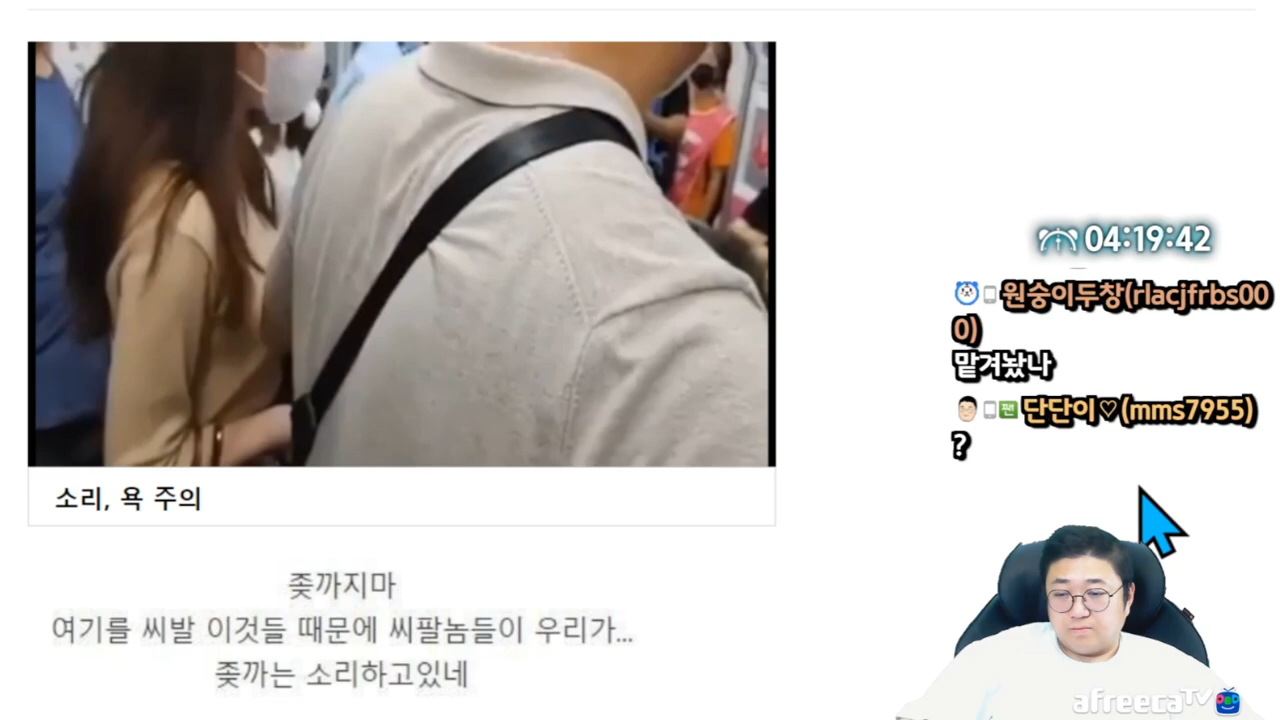 소리, 욕 주의
좆까지마
여기를 씨발 이것들 때문에 씨팔놈들이 우리가...
좆까는 소리하고있네
04:19:42
원숭이두창(rlacjfrbs00
0)
맡겨놨나
짠 단단이♡(mms7955)
?
afreecaTV